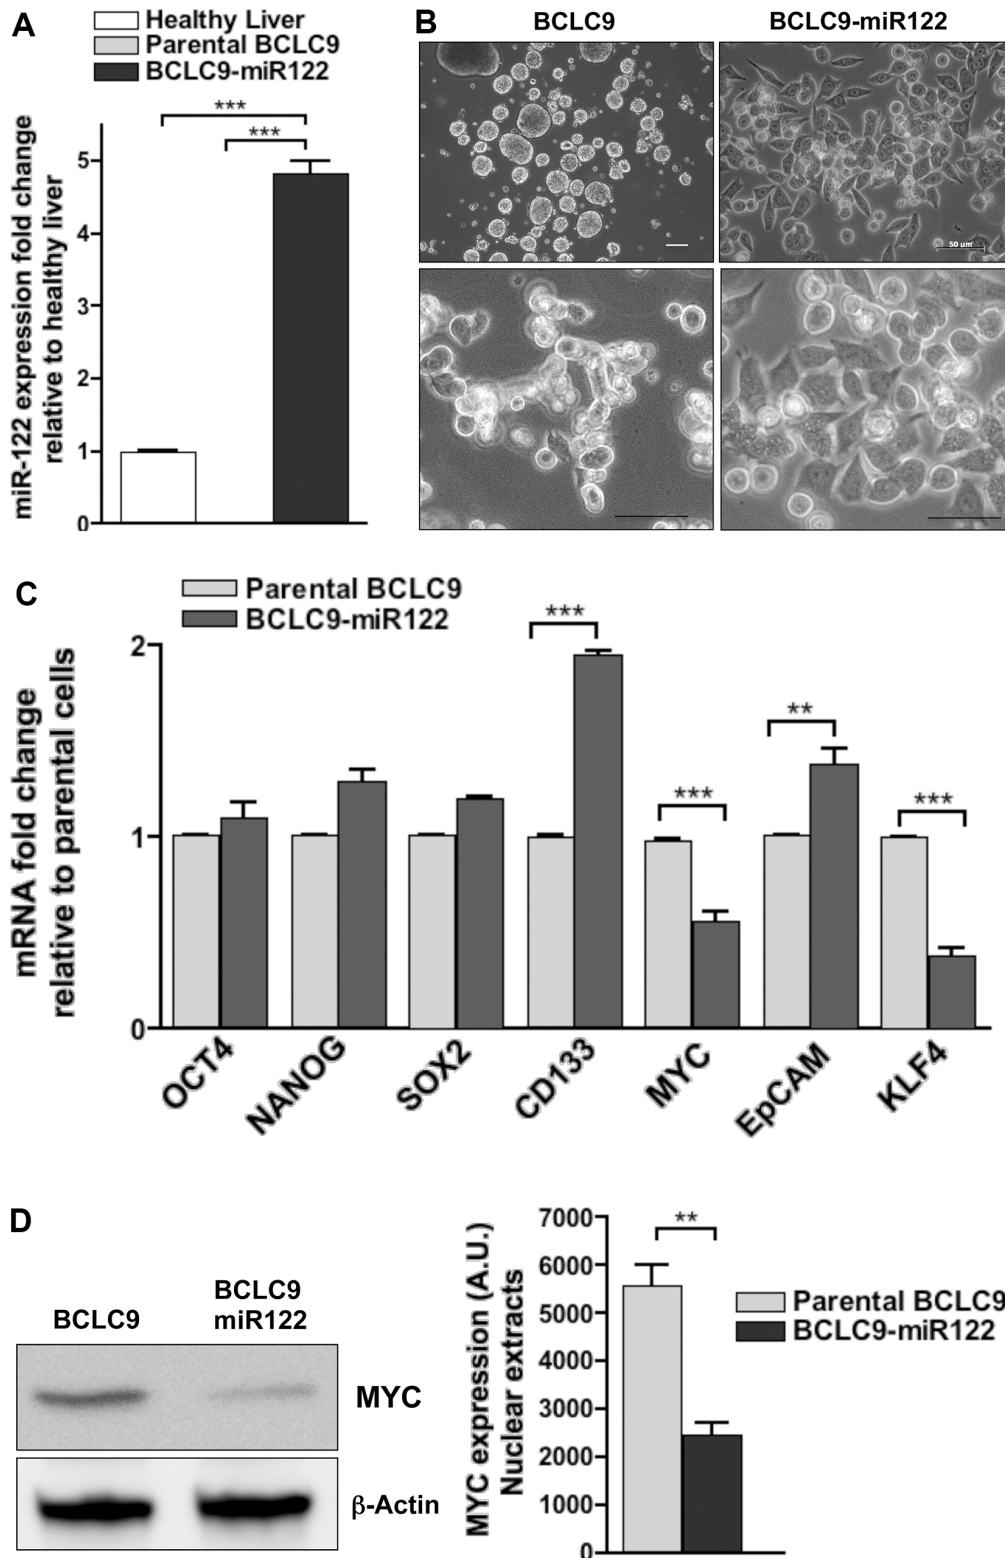 A
Healthy Liver
Parental BCLC9
BCLC9-miR122
miR-122 expression fold change
relative to healthy liver
***
***
5
4
3
2
1
0
B
BCLC9
BCLC9-miR122
50 um
C
Parental BCLC9
BCLC9-miR122
mRNA fold change
relative to parental cells
2
1
0
***
***
**
***
OCT4
NANOG
SOX2
CD133
MYC
EpCAM
KLF4
D
BCLC9
BCLC9
miR122
MYC
β-Actin
MYC expression (A.U.)
Nuclear extracts
7000
6000
5000
4000
3000
2000
1000
0
**
Parental BCLC9
BCLC9-miR122